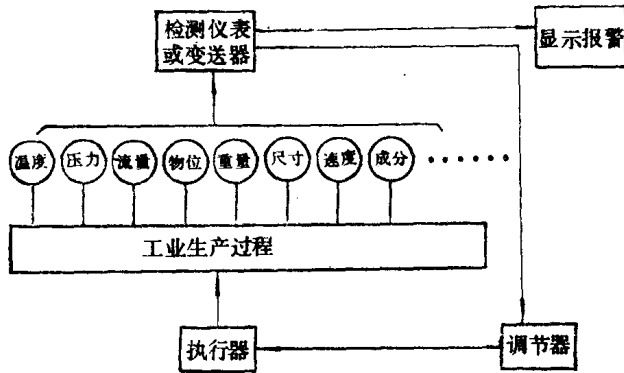 检测仪表
或变送器
显示报警
温度 压力 流量 物位 重量 尺寸 速度 成分 ······
工业生产过程
执行器
调节器